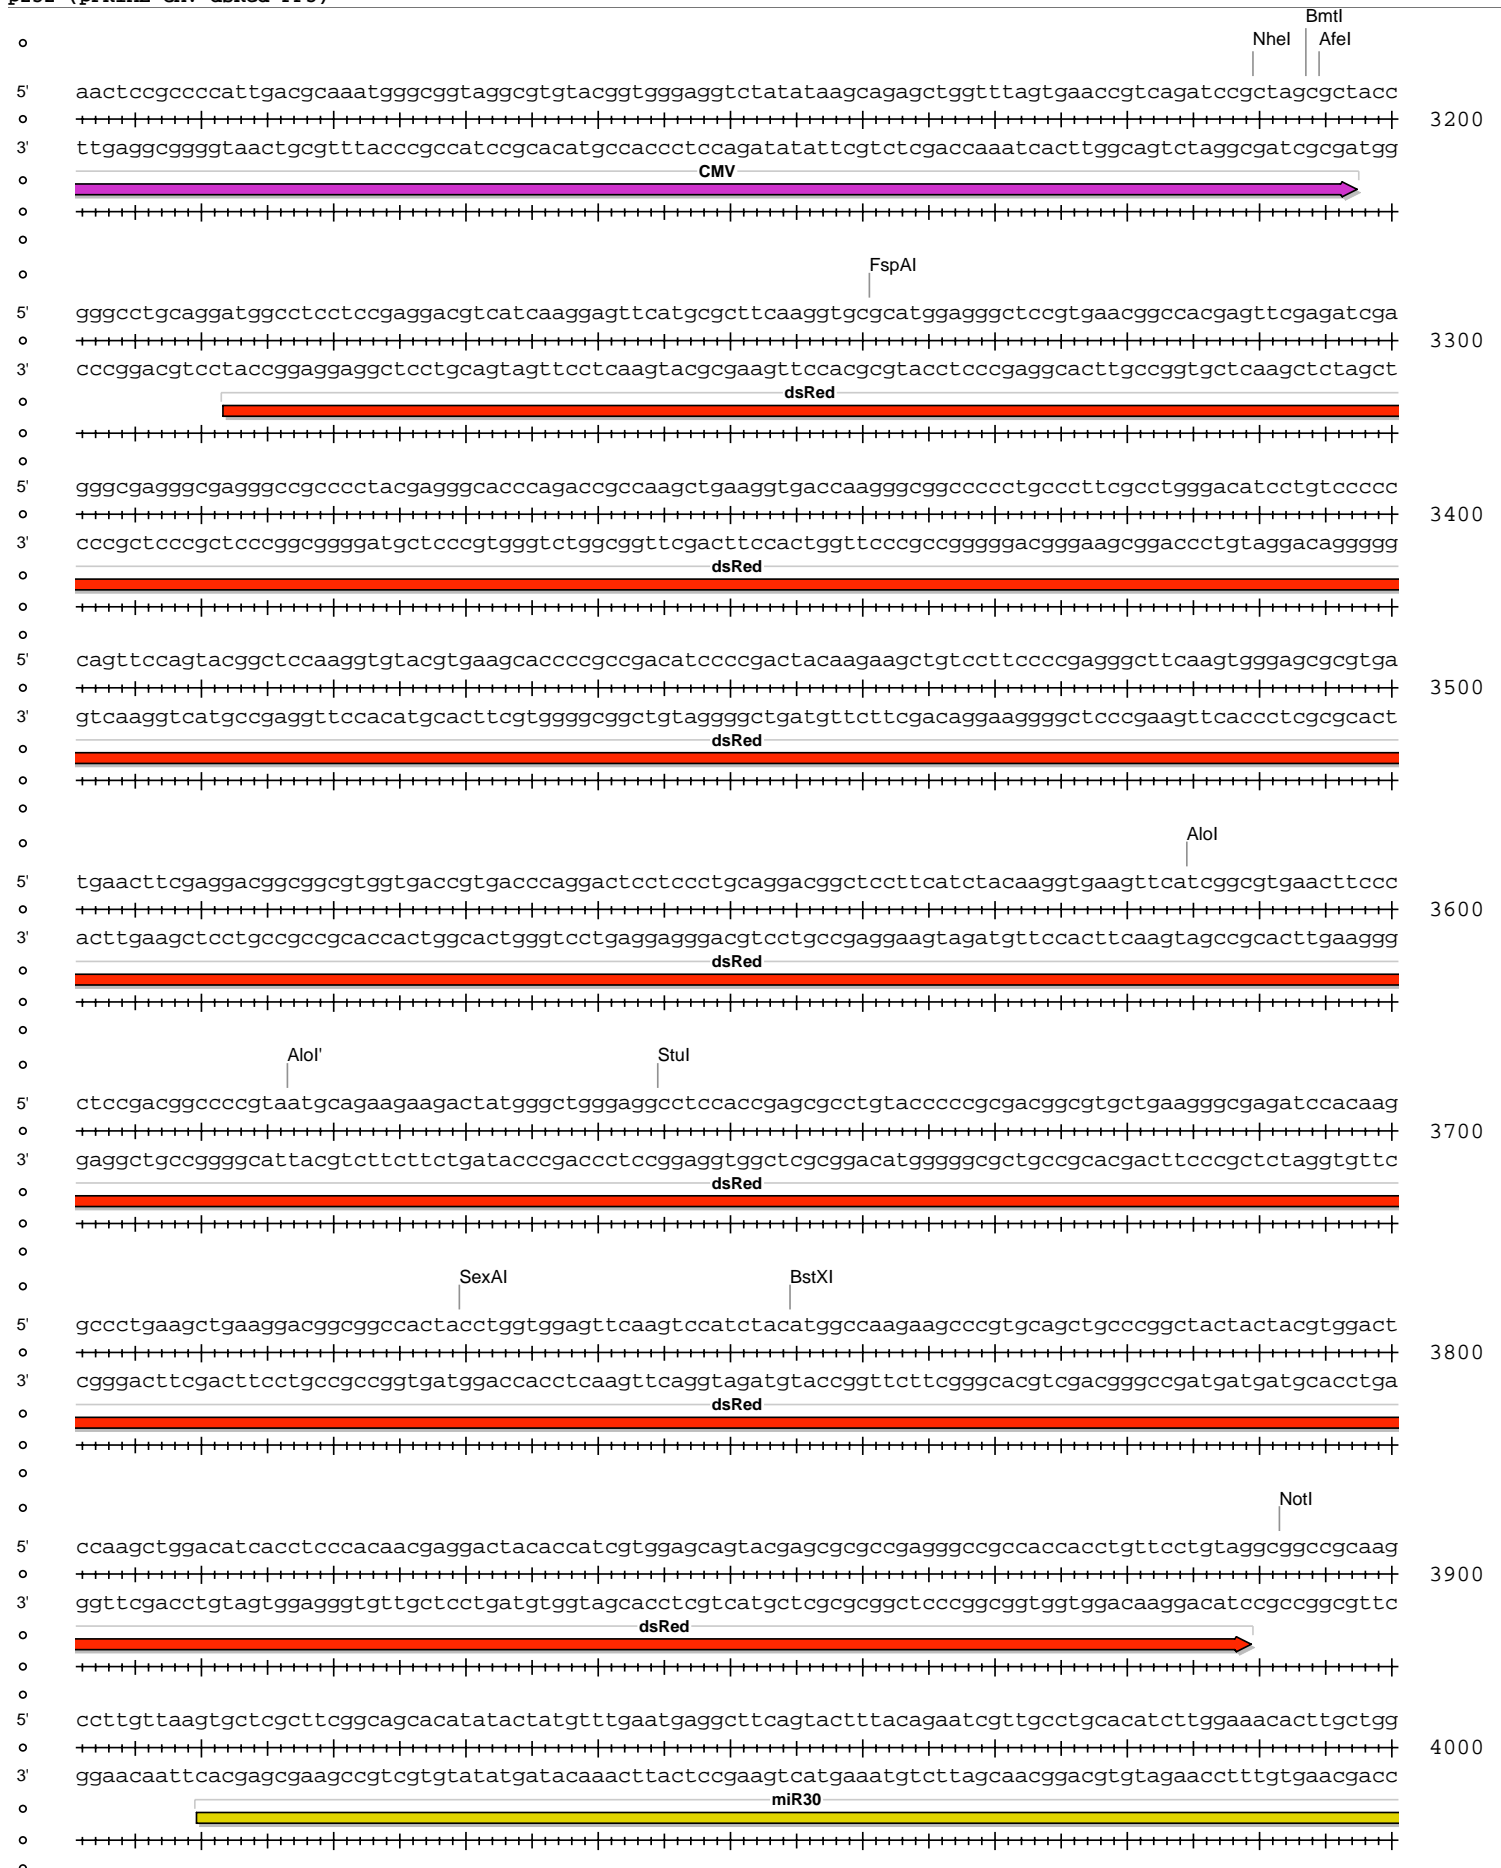 BmtI
NheI AfeI
5' aactccgccccattgacgcaaatgggcggtaggcgtgtacggtgggaggtctatataagcagagctggtttagtgaaccgtcagatccgctagcgctacc
3200
3' ttgaggcggggtaactgcgtttacccgccatccgcacatgccaccctccagatatattcgtctcgaccaaatcacttggcagtctaggcgatcgcgatgg
CMV
FspAI
5' gggcctgcaggatggcctcctccgaggacgtcatcaaggagttcatgcgcttcaaggtgcgcatggagggctccgtgaacggccacgagttcgagatcga
3300
3' cccggacgtcctaccggaggaggctcctgcagtagttcctcaagtacgcgaagttccacgcgtacctcccgaggcacttgccggtgctcaagctctagct
dsRed
5' gggcgagggcgagggccgcccctacgagggcacccagaccgccaagctgaaggtgaccaagggcggccccctgcccttcgcctgggacatcctgtccccc
3400
3' cccgctcccgctcccggcggggatgctcccgtgggtctggcggttcgacttccactggttcccgccgggggacgggaagcggaccctgtaggacaggggg
dsRed
5' cagttccagtacggctccaaggtgtacgtgaagcaccccgccgacatccccgactacaagaagctgtccttccccgagggcttcaagtgggagcgcgtga
3500
3' gtcaaggtcatgccgaggttccacatgcacttcgtggggcggctgtaggggctgatgttcttcgacaggaaggggctcccgaagttcaccctcgcgcact
dsRed
AloI
5' tgaacttcgaggacggcggcgtggtgaccgtgacccaggactcctccctgcaggacggctccttcatctacaaggtgaagttcatcggcgtgaacttccc
3600
3' acttgaagctcctgccgccgcaccactggcactgggtcctgaggagggacgtcctgccgaggaagtagatgttccacttcaagtagccgcacttgaaggg
dsRed
AloI' StuI
5' ctccgacggccccgtaatgcagaagaagactatgggctgggaggcctccaccgagcgcctgtacccccgcgacggcgtgctgaagggcgagatccacaag
3700
3' gaggctgccggggcattacgtcttcttctgatacccgaccctccggaggtggctcgcggacatgggggcgctgccgcacgacttcccgctctaggtgttc
dsRed
SexAI BstXI
5' gccctgaagctgaaggacggcggccactacctggtggagttcaagtccatctacatggccaagaagcccgtgcagctgcccggctactactacgtggact
3800
3' cgggacttcgacttcctgccgccggtgatggaccacctcaagttcaggtagatgtaccggttcttcgggcacgtcgacgggccgatgatgatgcacctga
dsRed
NotI
5' ccaagctggacatcacctcccacaacgaggactacaccatcgtggagcagtacgagcgcgccgagggccgccaccacctgttcctgtaggcggccgcaag
3900
3' ggttcgacctgtagtggagggtgttgctcctgatgtggtagcacctcgtcatgctcgcgcggctcccggcggtggtggacaaggacatccgccggcgttc
dsRed
5' ccttgttaagtgctcgcttcggcagcacatatactatgtttgaatgaggcttcagtactttacagaatcgttgcctgcacatcttggaaacacttgctgg
4000
3' ggaacaattcacgagcgaagccgtcgtgtatatgatacaaacttactccgaagtcatgaaatgtcttagcaacggacgtgtagaacctttgtgaacgacc
miR30